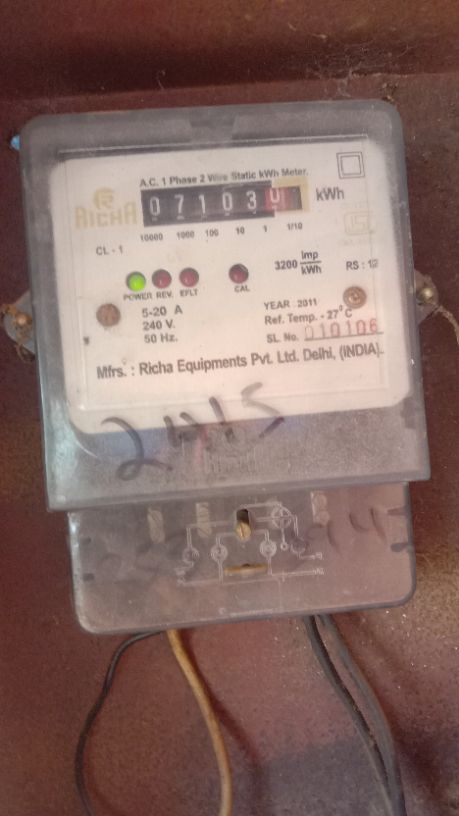 A.C. 1 Phase 2 Wire Static kWh Meter.
RICHA
07103 kWh
10000 1000 100 10 1 1/10
CL - 1
3200 imp/kWh
RS : 12
POWER REV. EFLT CAL
5-20 A
240 V.
50 Hz.
YEAR : 2011
Ref. Temp. - 27°C
SL. No. 010106
Mfrs. : Richa Equipments Pvt. Ltd. Delhi, (INDIA).